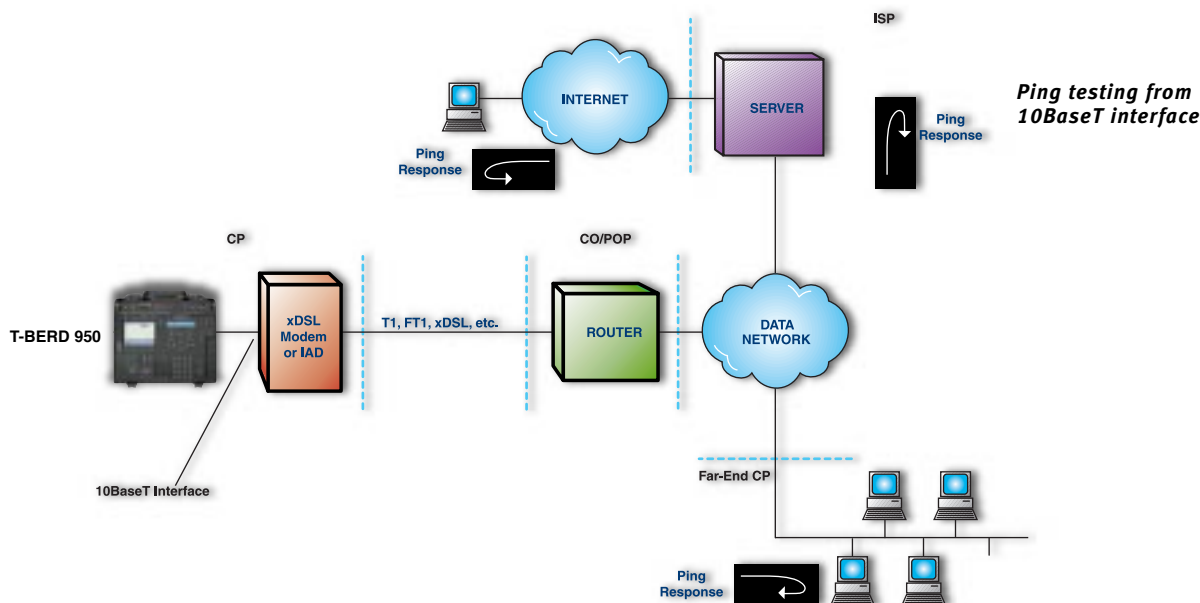 ISP
INTERNET
SERVER
Ping testing from
10BaseT interface
Ping
Response
Ping
Response
CP
CO/POP
T-BERD 950
xDSL
Modem
or IAD
T1, FT1, xDSL, etc.
ROUTER
DATA
NETWORK
10BaseT Interface
Far-End CP
Ping
Response